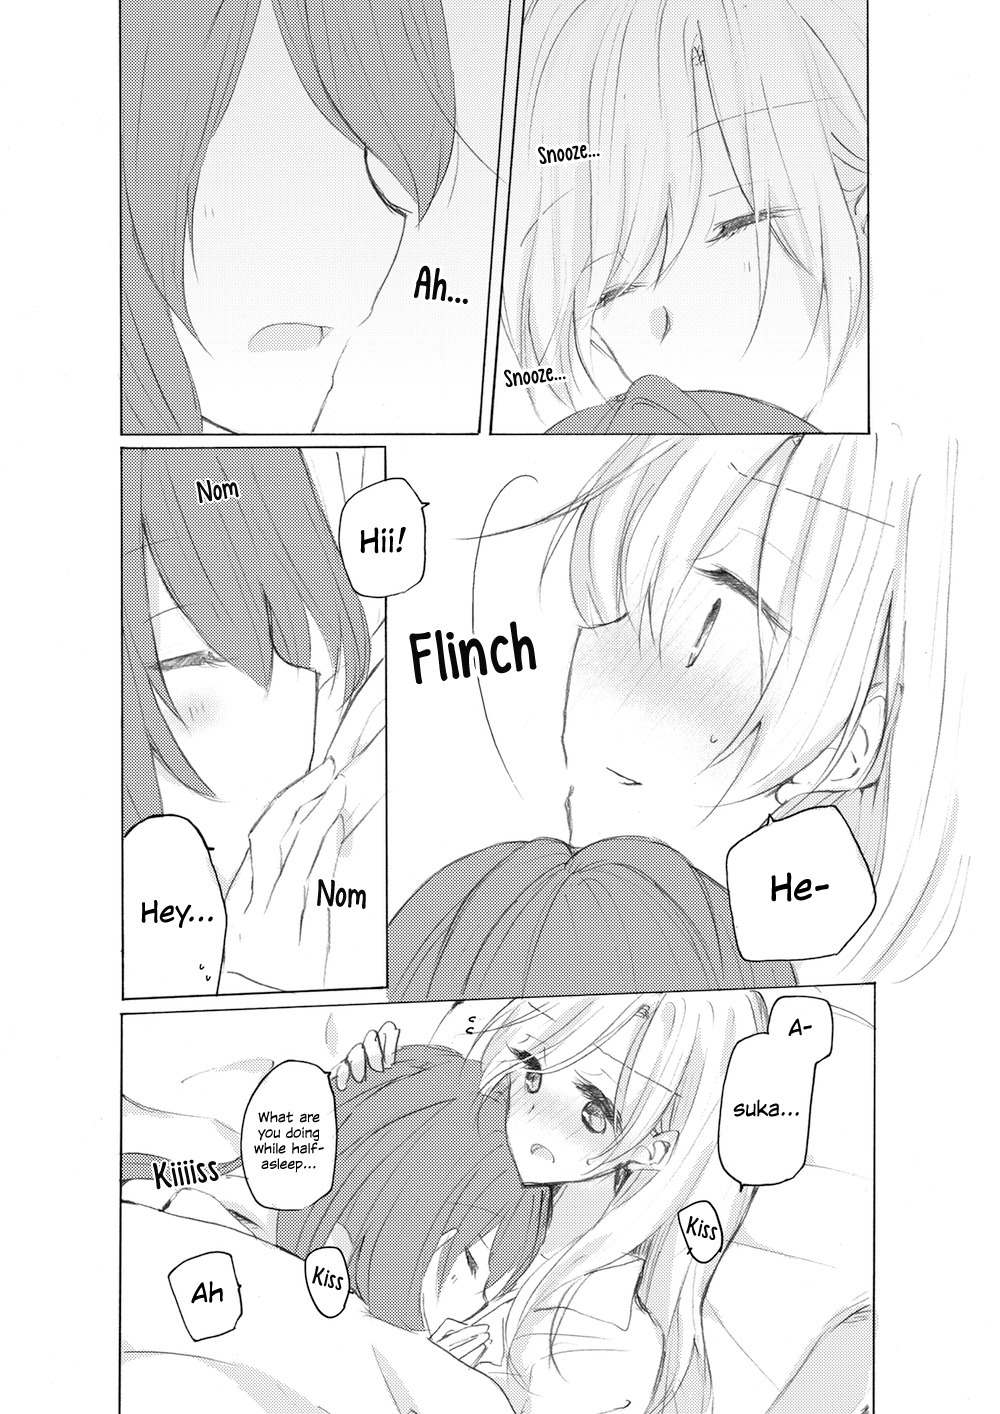 Snooze...
Snooze...
Ah...
Flinch
He-
Hii!
Nom
Nom
Hey...
A-
suka...
Kiss
What are
you doing
while half-
asleep...
Kiiiiss
Kiss
Ah